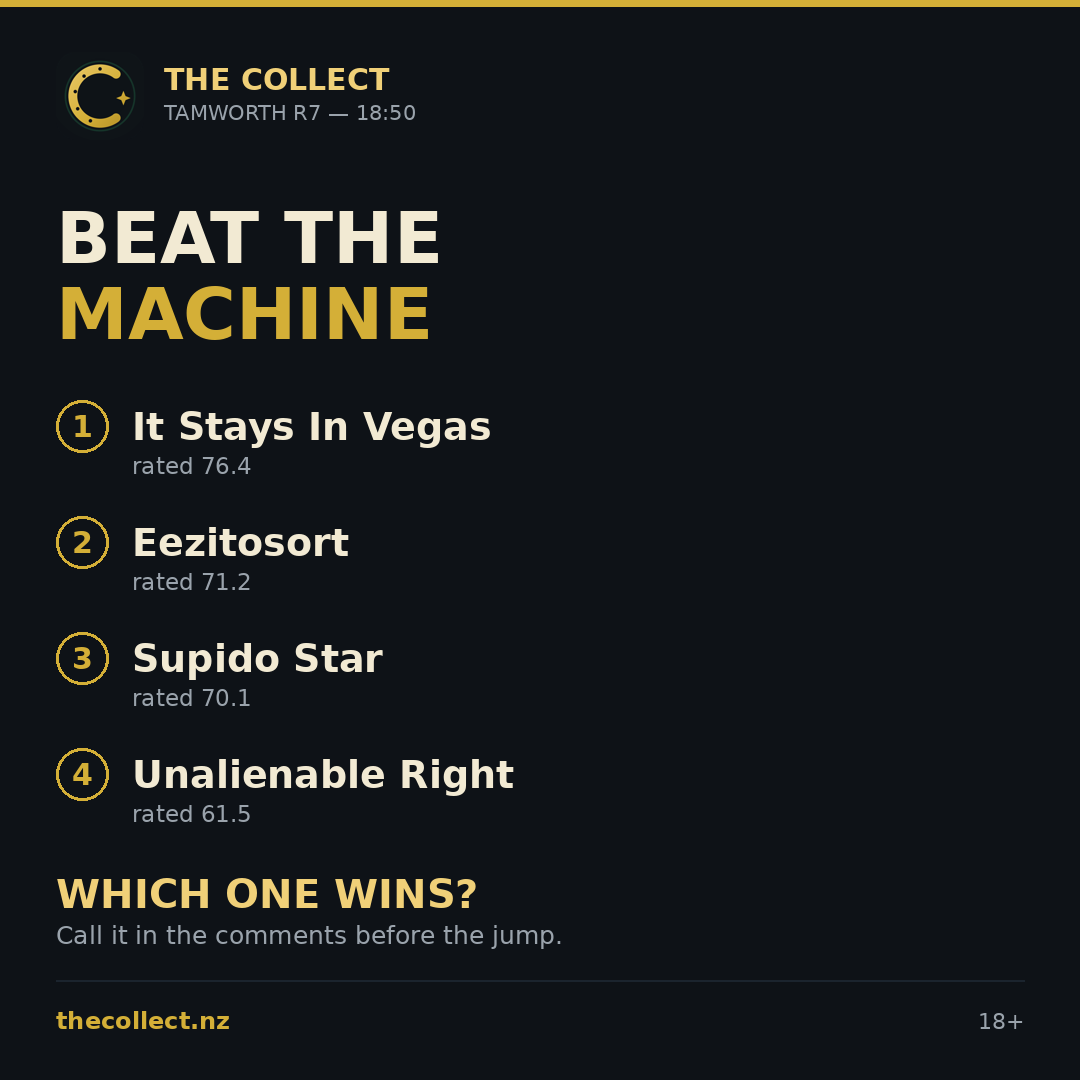 THE COLLECT
TAMWORTH R7 — 18:50
BEAT THE
MACHINE
1 It Stays In Vegas
rated 76.4
2 Eezitosort
rated 71.2
3 Supido Star
rated 70.1
4 Unalienable Right
rated 61.5
WHICH ONE WINS?
Call it in the comments before the jump.
thecollect.nz 18+